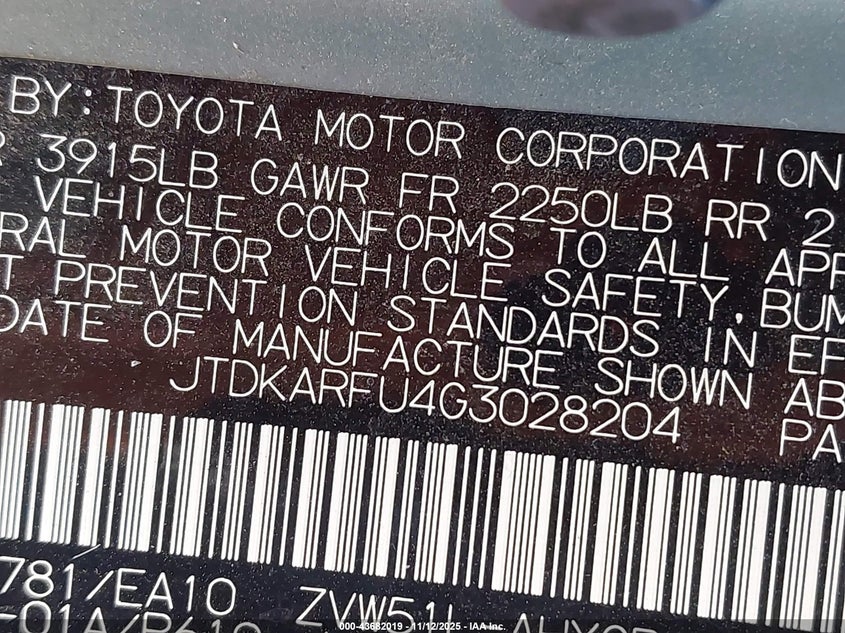 BY: TOYOTA MOTOR CORPORATION
3915LB GAWR FR 2250LB RR 2
VEHICLE CONFORMS TO ALL APP
RAL MOTOR VEHICLE SAFETY, BUM
T PREVENTION STANDARDS IN EF
DATE OF MANUFACTURE SHOWN AB
JTDKARFU4G3028204 PA
781/EA10 ZVW51L
000-43682019 - 11/12/2025 - IAA Inc.